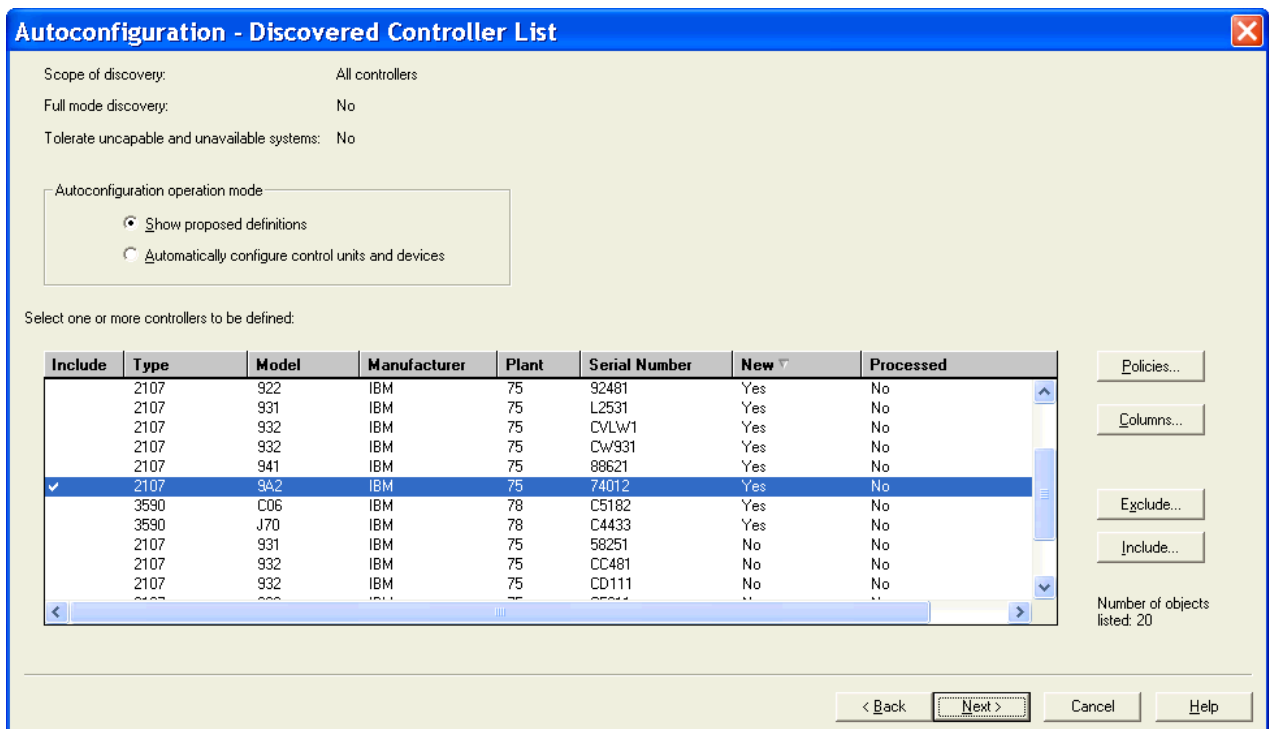 Autoconfiguration - Discovered Controller List
Scope of discovery: All controllers
Full mode discovery: No
Tolerate uncapable and unavailable systems: No
Autoconfiguration operation mode
Show proposed definitions
Automatically configure control units and devices
Select one or more controllers to be defined:
Include Type Model Manufacturer Plant Serial Number New Processed
2107 922 IBM 75 92481 Yes No
2107 931 IBM 75 L2531 Yes No
2107 932 IBM 75 CVLW1 Yes No
2107 932 IBM 75 CW931 Yes No
2107 941 IBM 75 88621 Yes No
2107 9A2 IBM 75 74012 Yes No
3590 C06 IBM 78 C5182 Yes No
3590 J70 IBM 78 C4433 Yes No
2107 931 IBM 75 58251 No No
2107 932 IBM 75 CC481 No No
2107 932 IBM 75 CD111 No No
Policies...
Columns...
Exclude...
Include...
Number of objects
listed: 20
< Back Next > Cancel Help